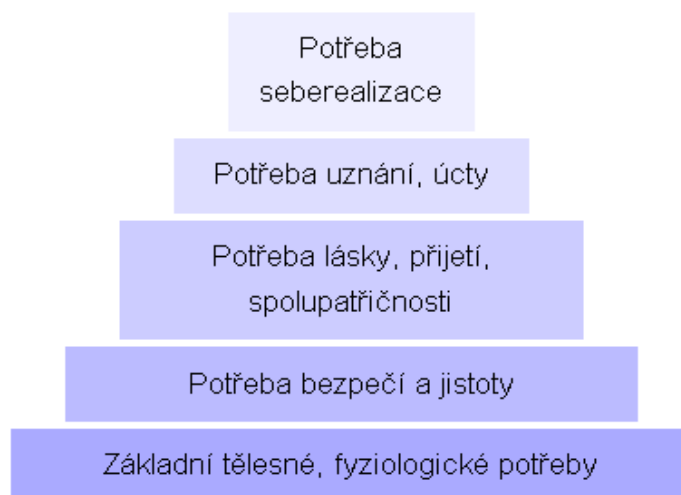 Potřeba
seberealizace
Potřeba uznání, úcty
Potřeba lásky, přijetí,
spolupatřičnosti
Potřeba bezpečí a jistoty
Základní tělesné, fyziologické potřeby